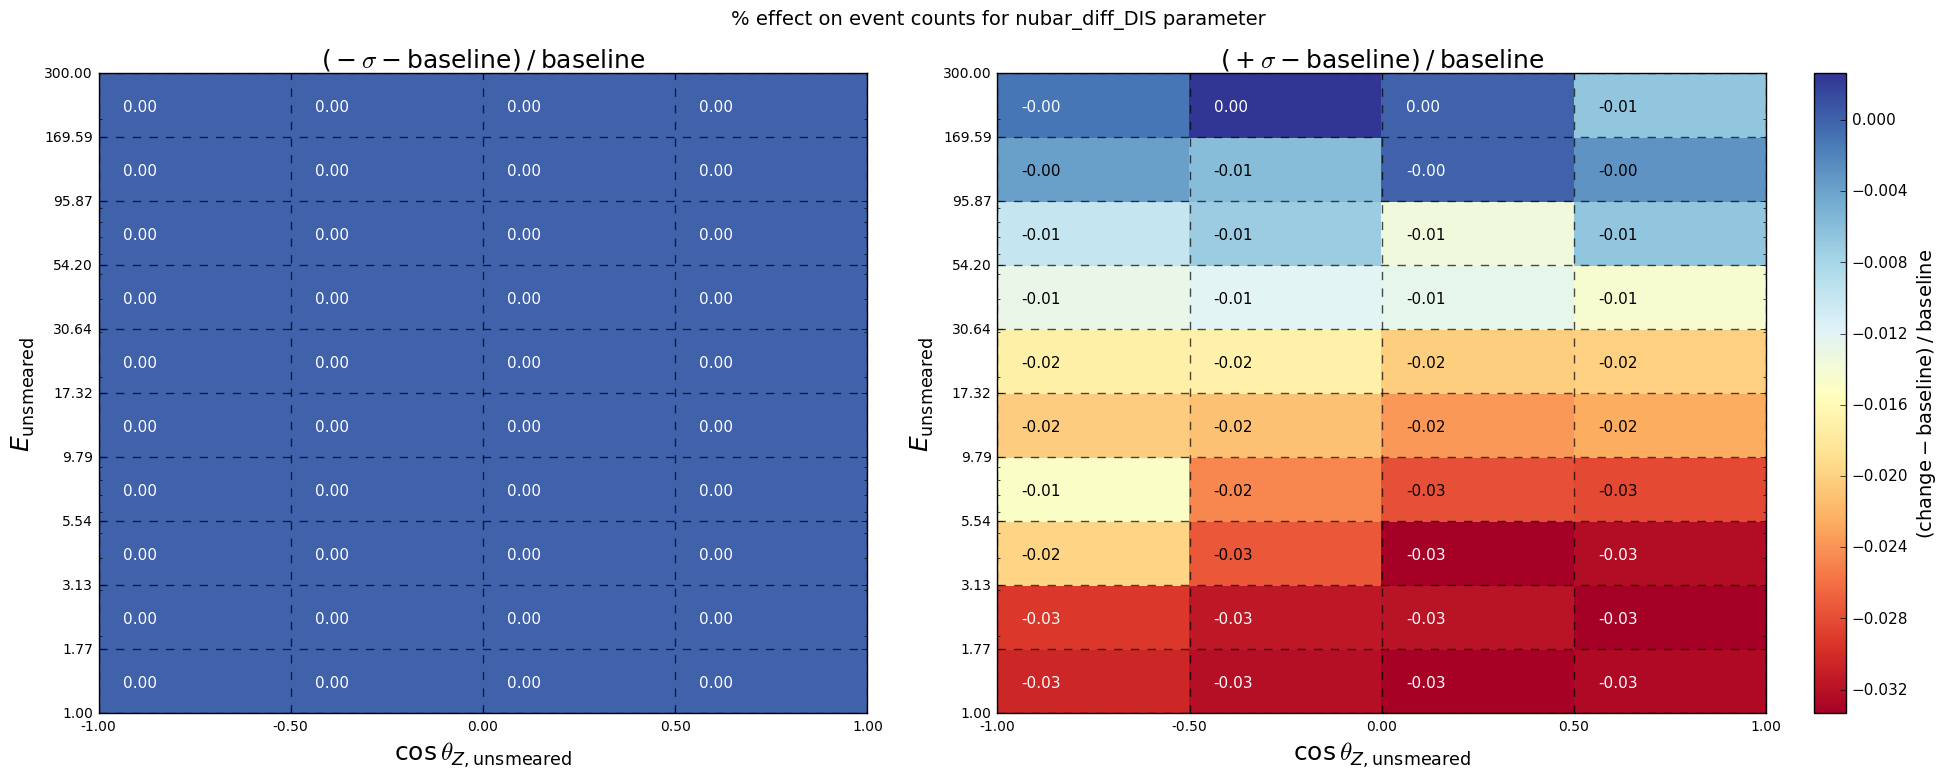 % effect on event counts for nubar_diff_DIS parameter
(−σ−baseline) / baseline
(+σ−baseline) / baseline
300.00
0.00 0.00 0.00 0.00
169.59
0.00 0.00 0.00 0.00
95.87
0.00 0.00 0.00 0.00
54.20
0.00 0.00 0.00 0.00
30.64
0.00 0.00 0.00 0.00
17.32
0.00 0.00 0.00 0.00
9.79
0.00 0.00 0.00 0.00
5.54
0.00 0.00 0.00 0.00
3.13
0.00 0.00 0.00 0.00
1.77
0.00 0.00 0.00 0.00
1.00
-1.00 -0.50 0.00 0.50 1.00
E unsmeared
cos θ Z, unsmeared
300.00
-0.00 0.00 0.00 -0.01
169.59
-0.00 -0.01 -0.00 -0.00
95.87
-0.01 -0.01 -0.01 -0.01
54.20
-0.01 -0.01 -0.01 -0.01
30.64
-0.02 -0.02 -0.02 -0.02
17.32
-0.02 -0.02 -0.02 -0.02
9.79
-0.01 -0.02 -0.03 -0.03
5.54
-0.02 -0.03 -0.03 -0.03
3.13
-0.03 -0.03 -0.03 -0.03
1.77
-0.03 -0.03 -0.03 -0.03
1.00
-1.00 -0.50 0.00 0.50 1.00
E unsmeared
cos θ Z, unsmeared
0.000
−0.004
−0.008
−0.012
−0.016
−0.020
−0.024
−0.028
−0.032
(change−baseline) / baseline